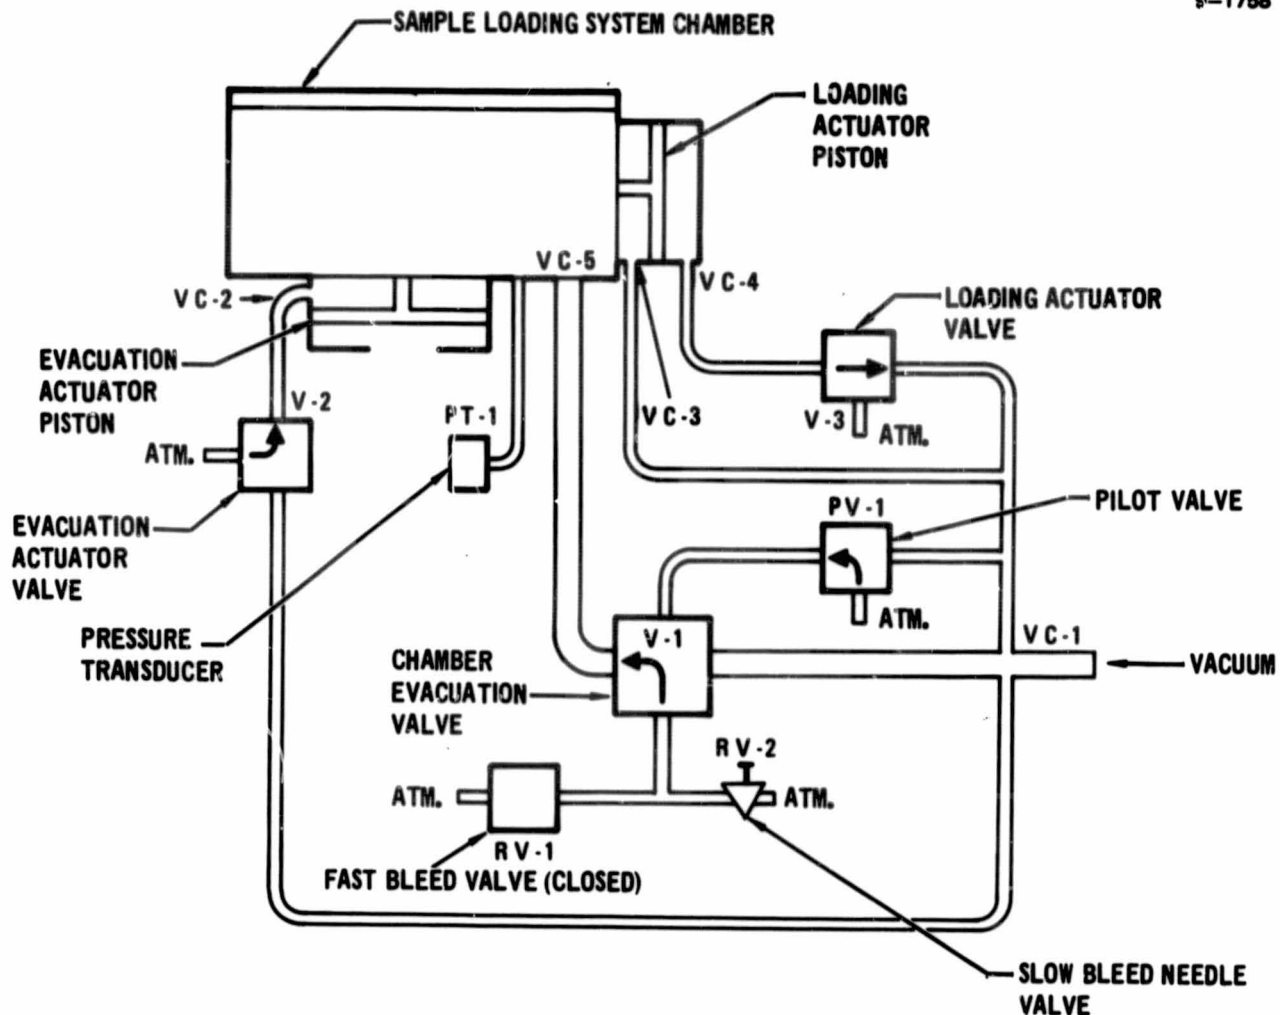 SAMPLE LOADING SYSTEM CHAMBER
LOADING
ACTUATOR
PISTON
VC-5
VC-4
VC-2
LOADING ACTUATOR
VALVE
EVACUATION
ACTUATOR
PISTON
V-2
PT-1
VC-3
V-3
ATM.
ATM.
PV-1
PILOT VALVE
EVACUATION
ACTUATOR
VALVE
ATM.
V-1
VC-1
PRESSURE
TRANSDUCER
CHAMBER
EVACUATION
VALVE
VACUUM
RV-2
ATM.
ATM.
RV-1
FAST BLEED VALVE (CLOSED)
SLOW BLEED NEEDLE
VALVE